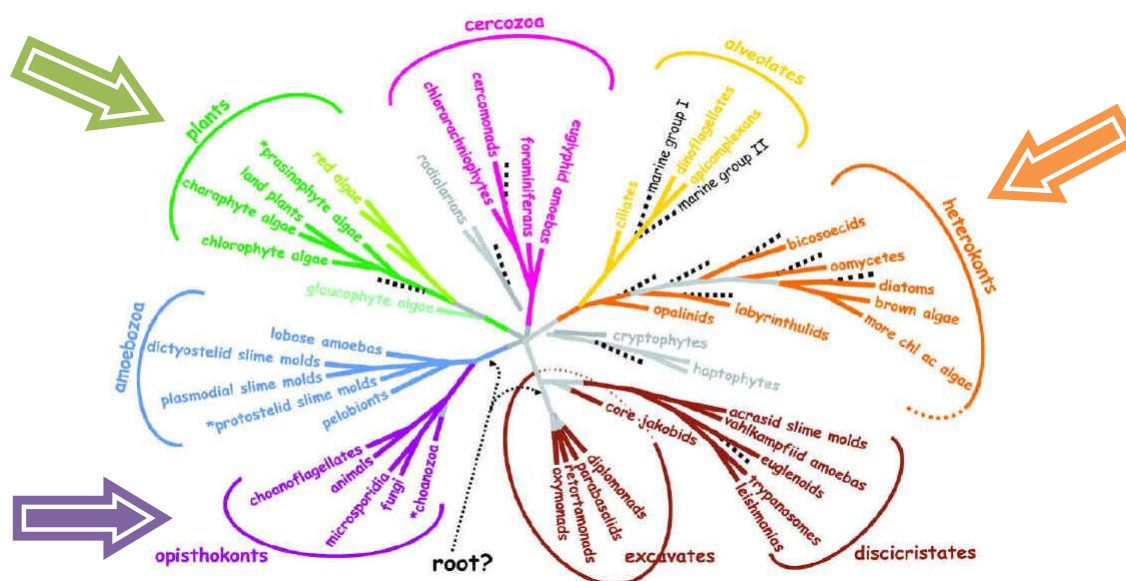 cercozoa
alveolates
plants
heterokonts
amoebozoa
opisthokonts
root?
excavates
discicristates
red algae
*prasinophyte algae
land plants
charaphyte algae
chlorophyte algae
glaucophyte algae
radiolarians
chlorarachniophytes
cercomonads
foraminiferans
euglyphid amoebas
ciliates
marine group I
dinoflagellates
apicomplexans
marine group II
bicosoecids
oomycetes
diatoms
brown algae
more chl ac algae
labyrinthulids
opalinids
cryptophytes
haptophytes
lobose amoebas
dictyostelid slime molds
plasmodial slime molds
*protostelid slime molds
pelobionts
choanoflagellates
animals
microsporidia
fungi
*choanozoa
core jakobids
acrasid slime molds
vahlkampfiid amoebas
euglenoids
trypanosomes
leishmanias
diplomonads
parabasalids
retortamonads
oxymonads